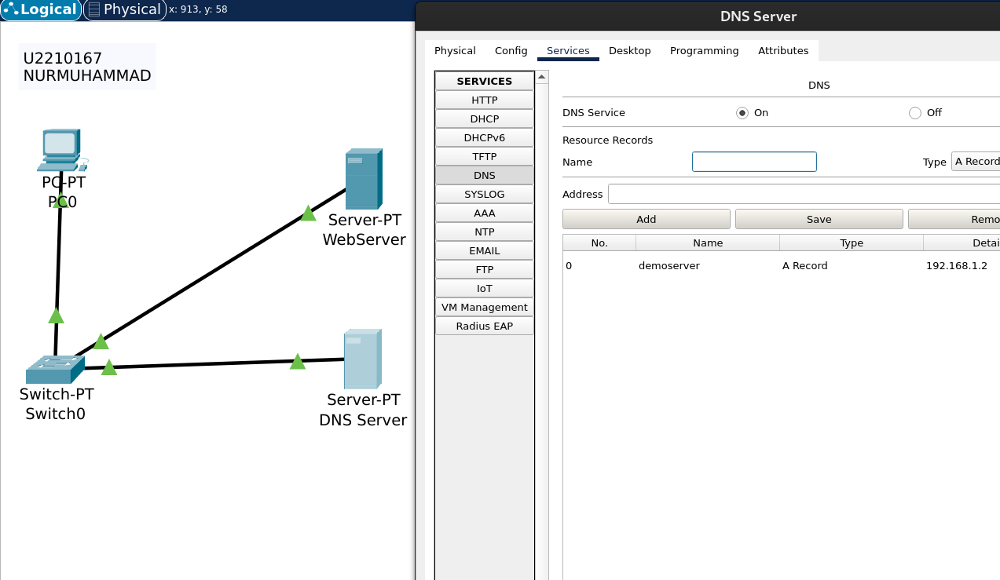 Logical Physical x: 913, y: 58
U2210167
NURMUHAMMAD
PC-PT
PC0
Server-PT
WebServer
Switch-PT
Switch0
Server-PT
DNS Server
DNS Server
Physical Config Services Desktop Programming Attributes
SERVICES
HTTP
DHCP
DHCPv6
TFTP
DNS
SYSLOG
AAA
NTP
EMAIL
FTP
IoT
VM Management
Radius EAP
DNS
DNS Service On Off
Resource Records
Name Type A Record
Address
Add Save Remo
No. Name Type Detai
0 demoserver A Record 192.168.1.2